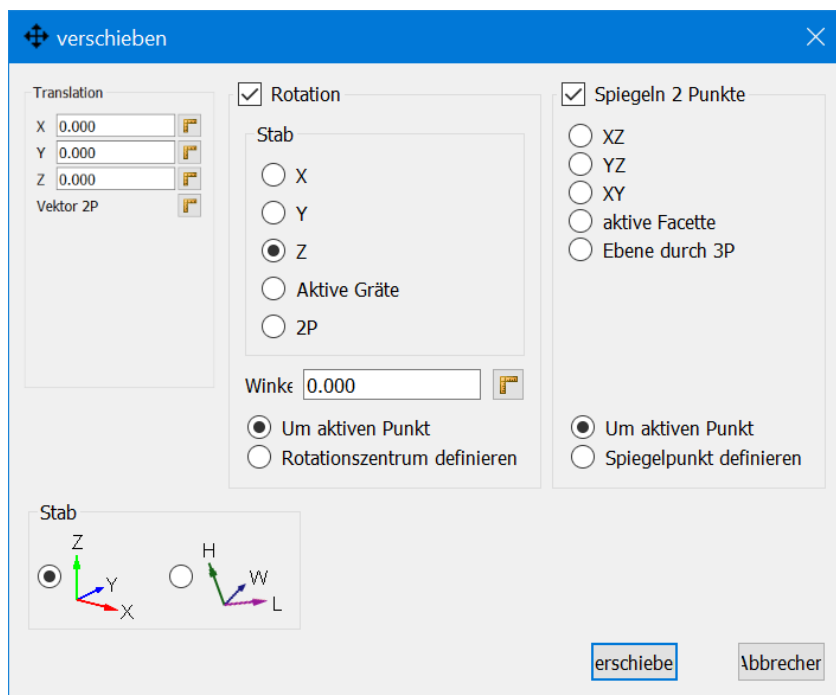 verschieben
Translation
X 0.000
Y 0.000
Z 0.000
Vektor 2P
Rotation
Stab
X
Y
Z
Aktive Gräte
2P
Winke 0.000
Um aktiven Punkt
Rotationszentrum definieren
Spiegeln 2 Punkte
XZ
YZ
XY
aktive Facette
Ebene durch 3P
Um aktiven Punkt
Spiegelpunkt definieren
Stab
Z
Y
X
H
W
L
erschiebe
Abbrecher